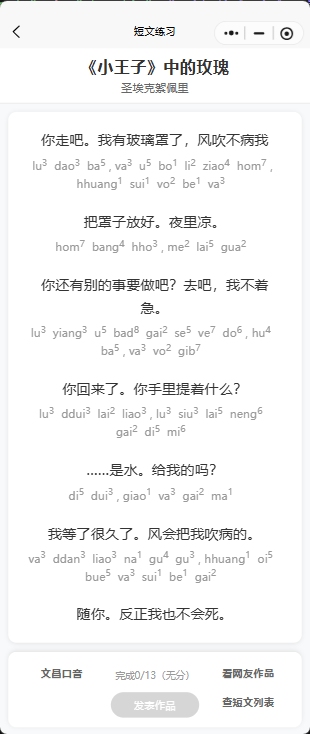 短文练习
《小王子》中的玫瑰
圣埃克絮佩里
你走吧。我有玻璃罩了，风吹不病我
lu³ dao³ ba⁵ , va³ u⁵ bo¹ li² ziao⁴ hom⁷ ,
hhuang¹ sui¹ vo² be¹ va³
把罩子放好。夜里凉。
hom⁷ bang⁴ hho³ , me² lai⁵ gua²
你还有别的事要做吧？去吧，我不着
急。
lu³ yiang³ u⁵ bad⁸ gai² se⁵ ve⁷ do⁶ , hu⁴
ba⁵ , va³ vo² gib⁷
你回来了。你手里提着什么？
lu³ ddui³ lai² liao³ , lu³ siu³ lai⁵ neng⁶
gai² di⁵ mi⁶
……是水。给我的吗？
di⁵ dui³ , giao¹ va³ gai² ma¹
我等了很久了。风会把我吹病的。
va³ ddan³ liao³ na¹ gu⁴ gu³ , hhuang¹ oi⁵
bue⁵ va³ sui¹ be¹ gai²
随你。反正我也不会死。
文昌口音
完成0/13（无分）
看网友作品
发表作品
查短文列表